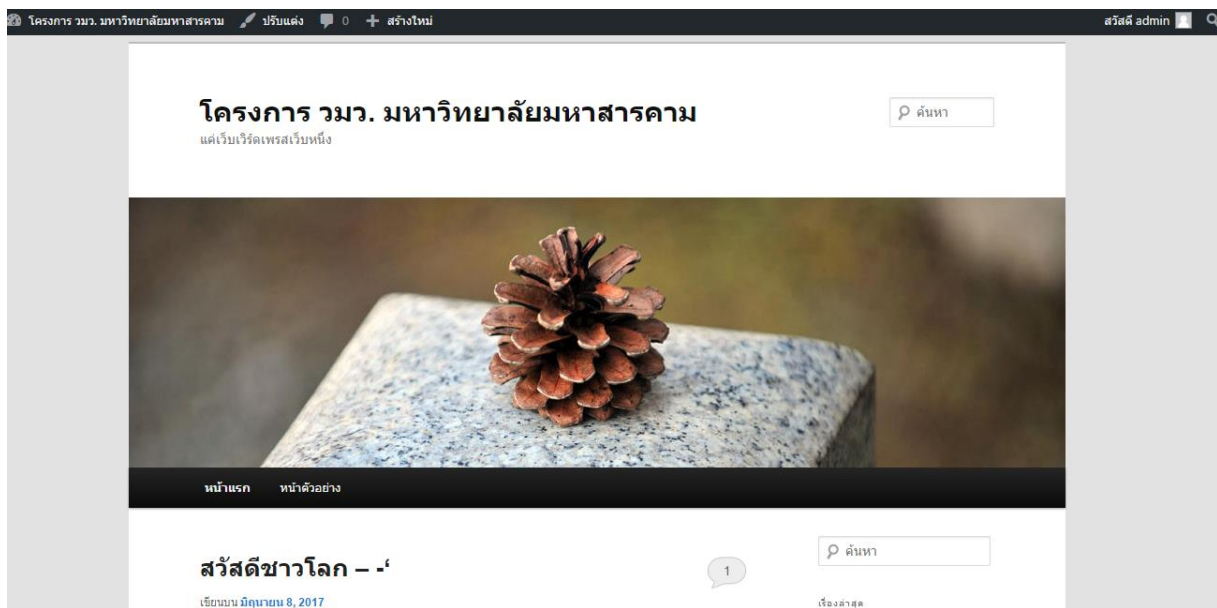 โครงการ วมว. มหาวิทยาลัยมหาสารคาม ปรับแต่ง 0 สร้างใหม่ สวัสดี admin
โครงการ วมว. มหาวิทยาลัยมหาสารคาม
ค้นหา
แค่เว็บเวิร์ดเพรสเว็บหนึ่ง
หน้าแรก หน้าตัวอย่าง
ค้นหา
สวัสดีชาวโลก – -‘
1
เขียนบน มิถุนายน 8, 2017
เรื่องล่าสุด